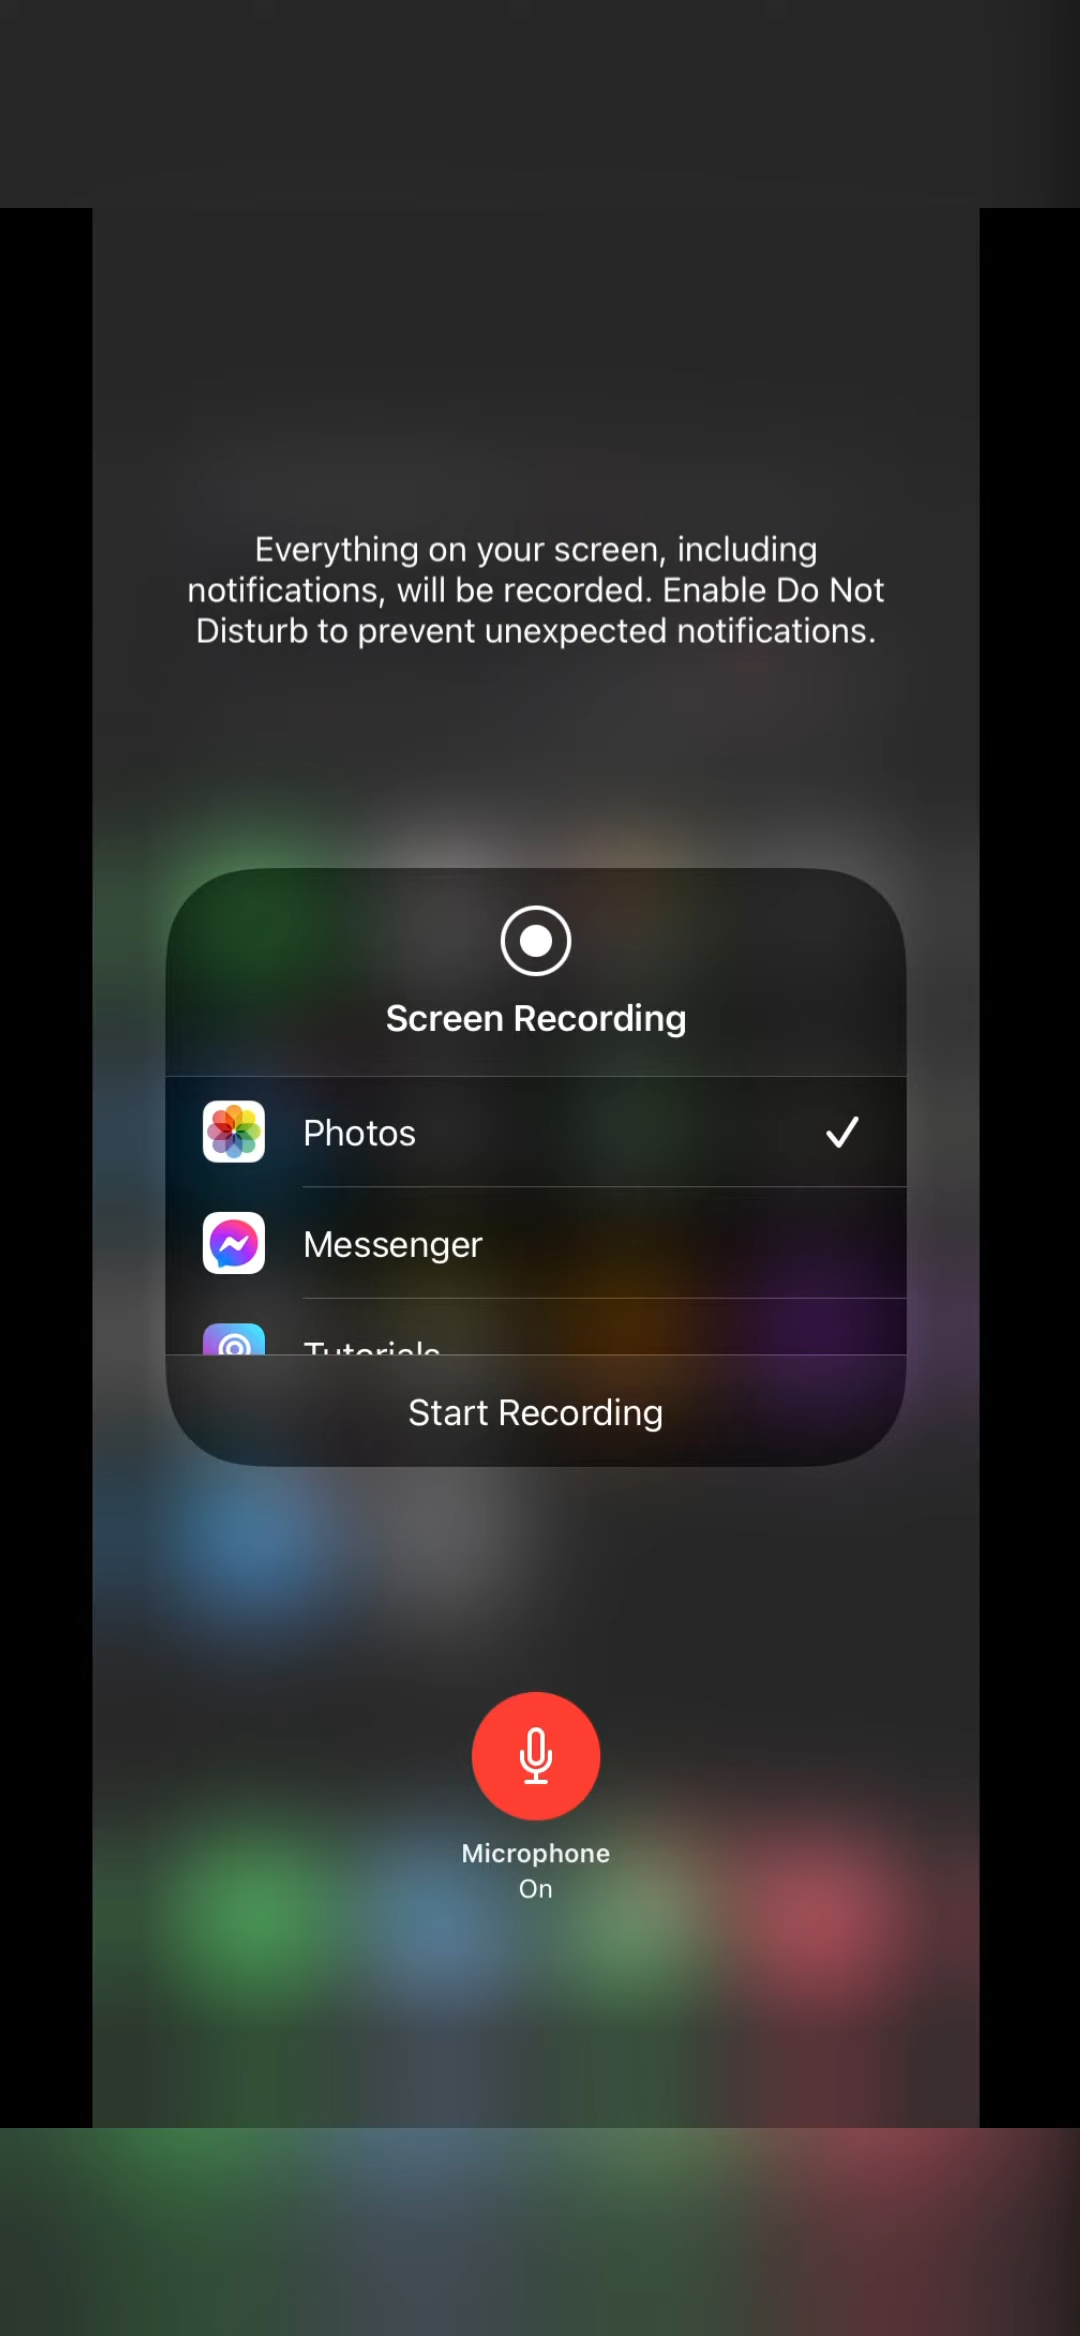 Everything on your screen, including
notifications, will be recorded. Enable Do Not
Disturb to prevent unexpected notifications.
Screen Recording
Photos
Messenger
Tutorials
Start Recording
Microphone
On